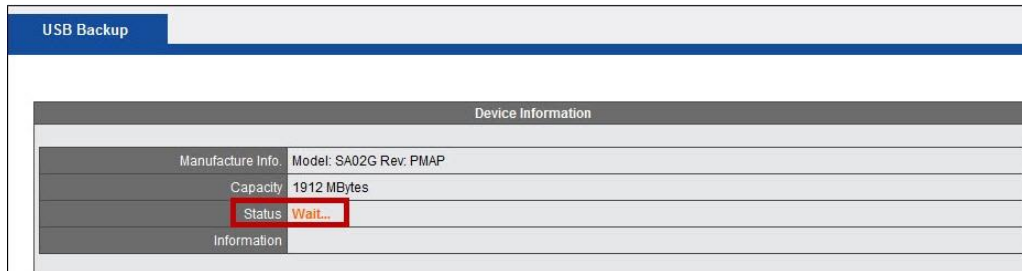 USB Backup
Device Information
Manufacture Info. Model: SA02G Rev: PMAP
Capacity 1912 MBytes
Status Wait...
Information